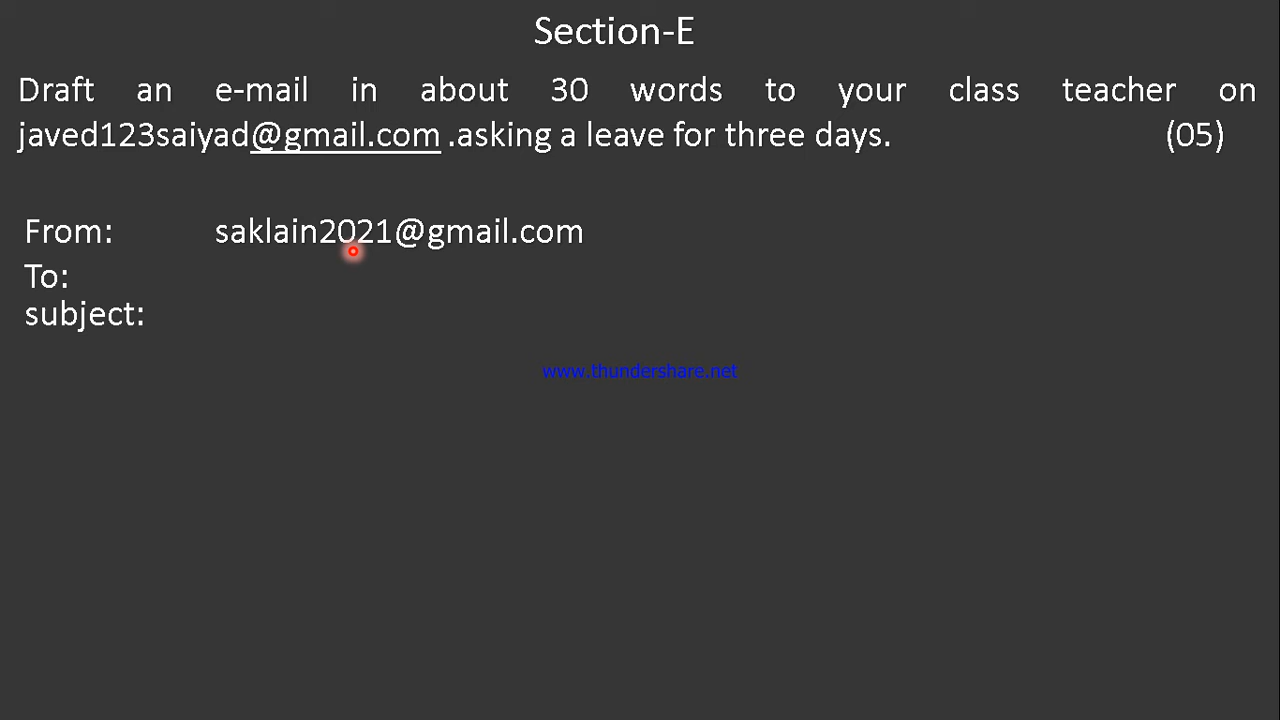 Section-E
Draft an e-mail in about 30 words to your class teacher on
javed123saiyad@gmail.com .asking a leave for three days. (05)
From: saklain2021@gmail.com
To:
subject:
www.thundershare.net